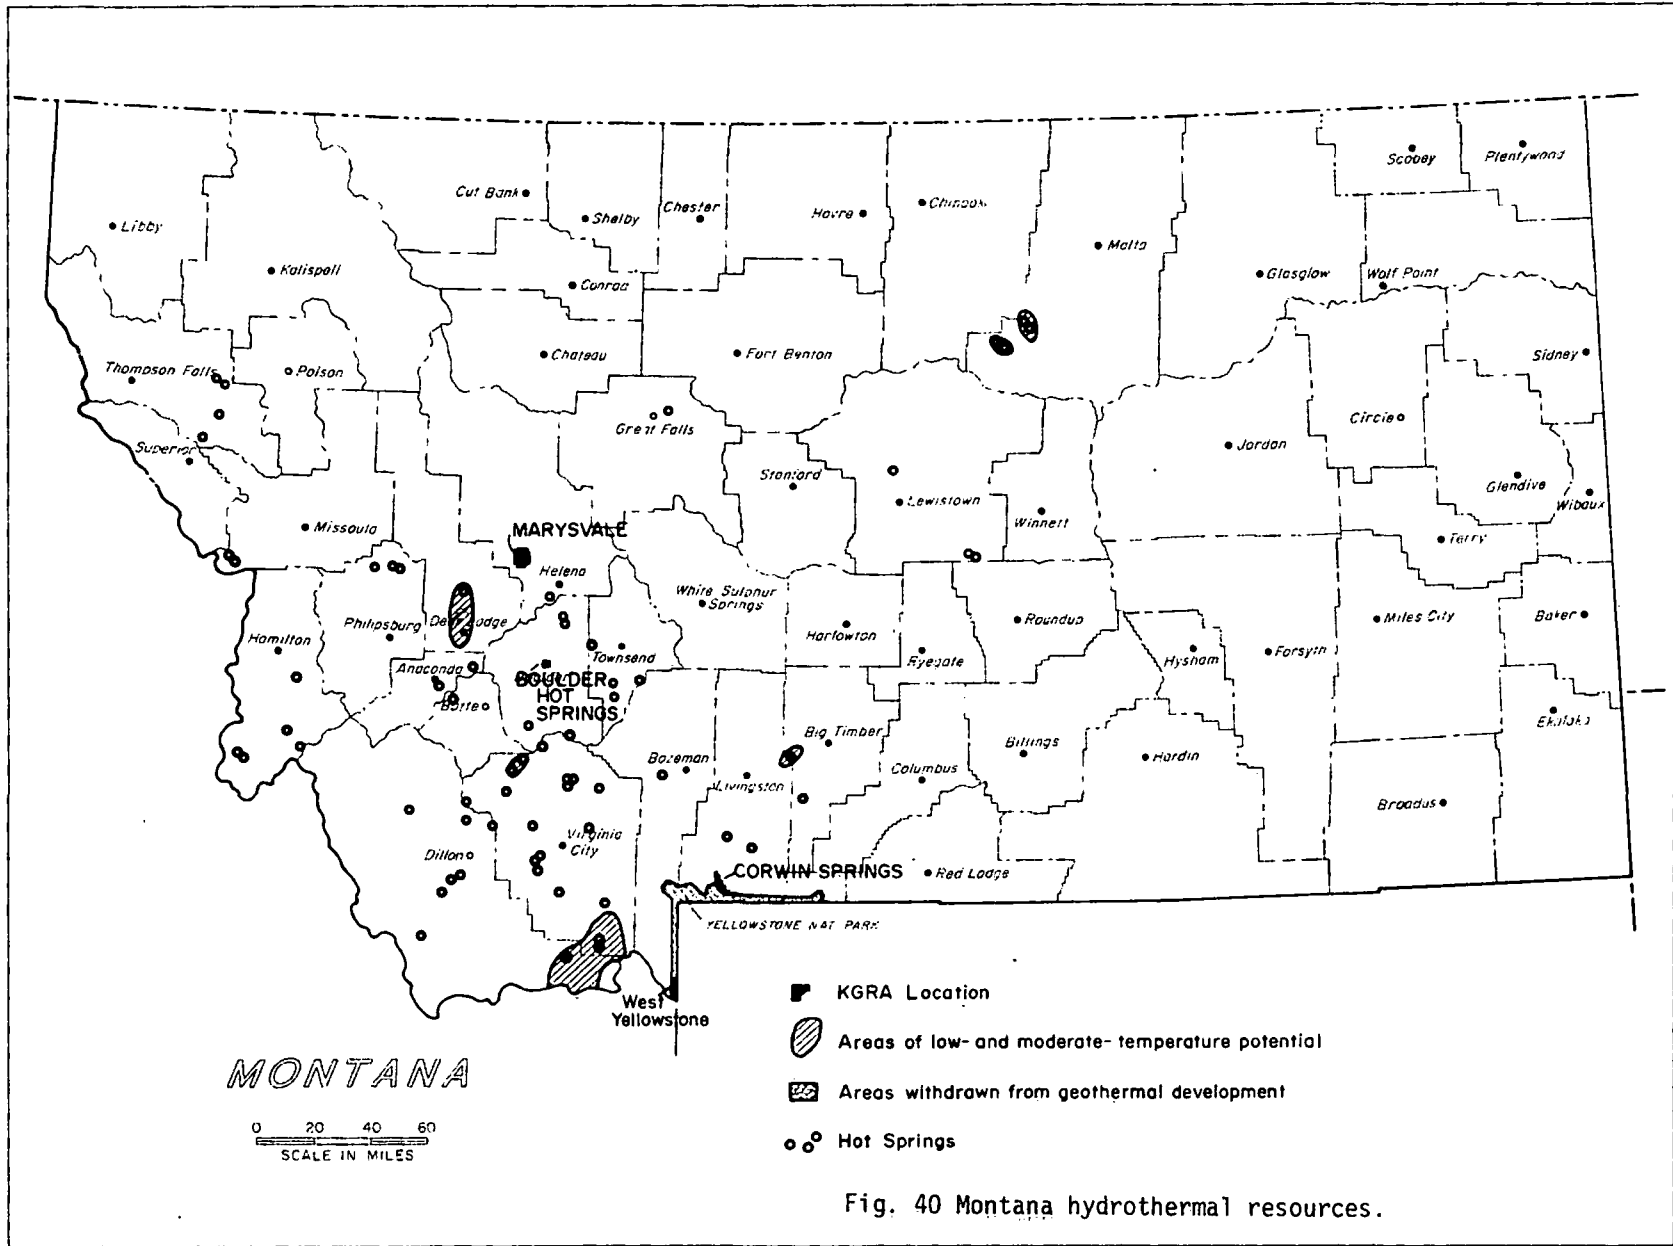 Scobey
Plentywood
Cut Bank
Shelby
Chester
Havre
Chinook
Libby
Malta
Kalispell
Conrad
Glasglow
Wolf Point
Thompson Falls
Polson
Chateau
Fort Benton
Sidney
Great Falls
Circle
Superior
Jordan
Stanford
Lewistown
Glendive
Wibaux
Missoula
MARYSVALE
Winnett
Terry
Helena
White Sulphur
Springs
Philipsburg
Deer Lodge
Hamilton
Harlowton
Roundup
Miles City
Baker
Townsend
Ryegate
Hysham
Forsyth
Anaconda
BOULDER
HOT
SPRINGS
Butte
Big Timber
Billings
Ekalaka
Bozeman
Livingston
Columbus
Hardin
Broadus
Virginia
City
Dillon
CORWIN SPRINGS
Red Lodge
YELLOWSTONE NAT PARK
West
Yellowstone
KGRA Location
Areas of low- and moderate- temperature potential
MONTANA
Areas withdrawn from geothermal development
0 20 40 60
SCALE IN MILES
Hot Springs
Fig. 40 Montana hydrothermal resources.